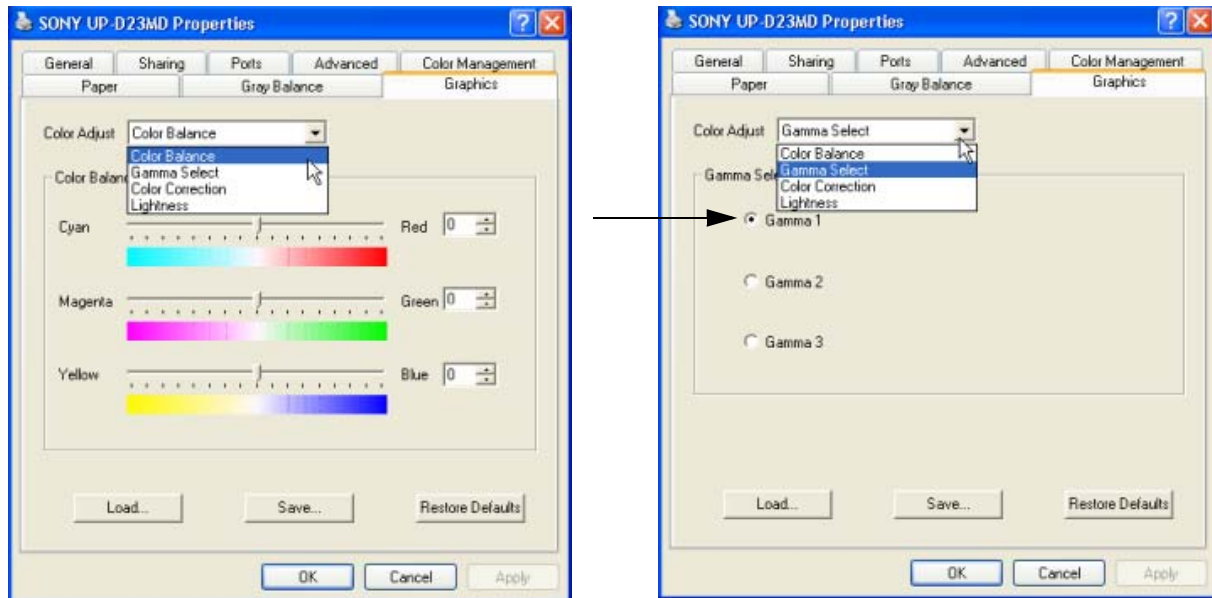 SONY UP-D23MD Properties
General Sharing Ports Advanced Color Management
Paper Gray Balance Graphics
Color Adjust Color Balance
Color Balance
Gamma Select
Color Correction
Lightness
Color Balan
Cyan Red 0
Magenta Green 0
Yellow Blue 0
Load... Save... Restore Defaults
OK Cancel Apply
SONY UP-D23MD Properties
General Sharing Ports Advanced Color Management
Paper Gray Balance Graphics
Color Adjust Gamma Select
Color Balance
Gamma Select
Color Correction
Lightness
Gamma Sel
Gamma 1
Gamma 2
Gamma 3
Load... Save... Restore Defaults
OK Cancel Apply